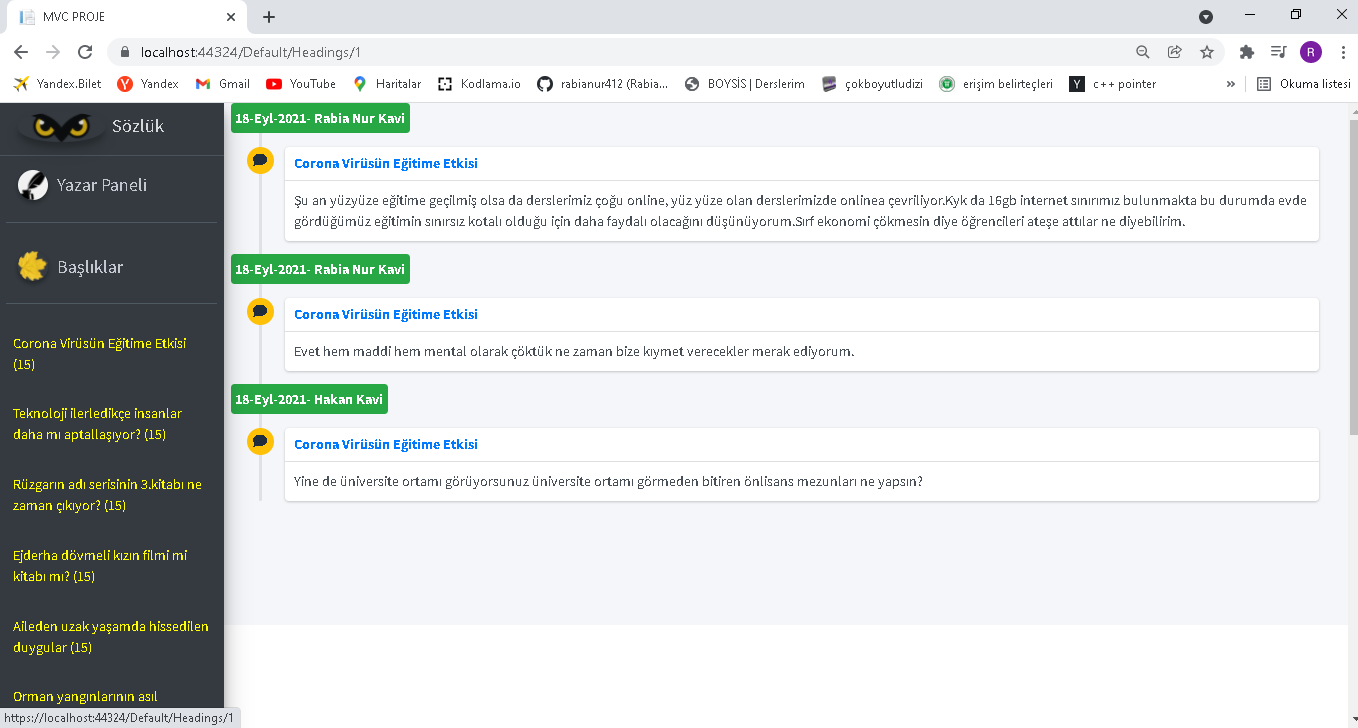 MVC PROJE
localhost:44324/Default/Headings/1
R
Yandex.Bilet
Yandex
Gmail
YouTube
Haritalar
Kodlama.io
rabianur412 (Rabia...
BOYSİS | Derslerim
çokboyutludizi
erişim belirteçleri
Y
c++ pointer
»
Okuma listesi
Sözlük
Yazar Paneli
Başlıklar
Corona Virüsün Eğitime Etkisi
(15)
Teknoloji ilerledikçe insanlar
daha mı aptallaşıyor? (15)
Rüzgarın adı serisinin 3.kitabı ne
zaman çıkıyor? (15)
Ejderha dövmeli kızın filmi mi
kitabı mı? (15)
Aileden uzak yaşamda hissedilen
duygular (15)
Orman yangınlarının asıl
https://localhost:44324/Default/Headings/1
18-Eyl-2021- Rabia Nur Kavi
Corona Virüsün Eğitime Etkisi
Şu an yüzyüze eğitime geçilmiş olsa da derslerimiz çoğu online, yüz yüze olan derslerimizde onlinea çevriliyor.Kyk da 16gb internet sınırımız bulunmakta bu durumda evde
gördüğümüz eğitimin sınırsız kotalı olduğu için daha faydalı olacağını düşünüyorum.Sırf ekonomi çökmesin diye öğrencileri ateşe attılar ne diyebilirim.
18-Eyl-2021- Rabia Nur Kavi
Corona Virüsün Eğitime Etkisi
Evet hem maddi hem mental olarak çöktük ne zaman bize kıymet verecekler merak ediyorum.
18-Eyl-2021- Hakan Kavi
Corona Virüsün Eğitime Etkisi
Yine de üniversite ortamı görüyorsunuz üniversite ortamı görmeden bitiren önlisans mezunları ne yapsın?